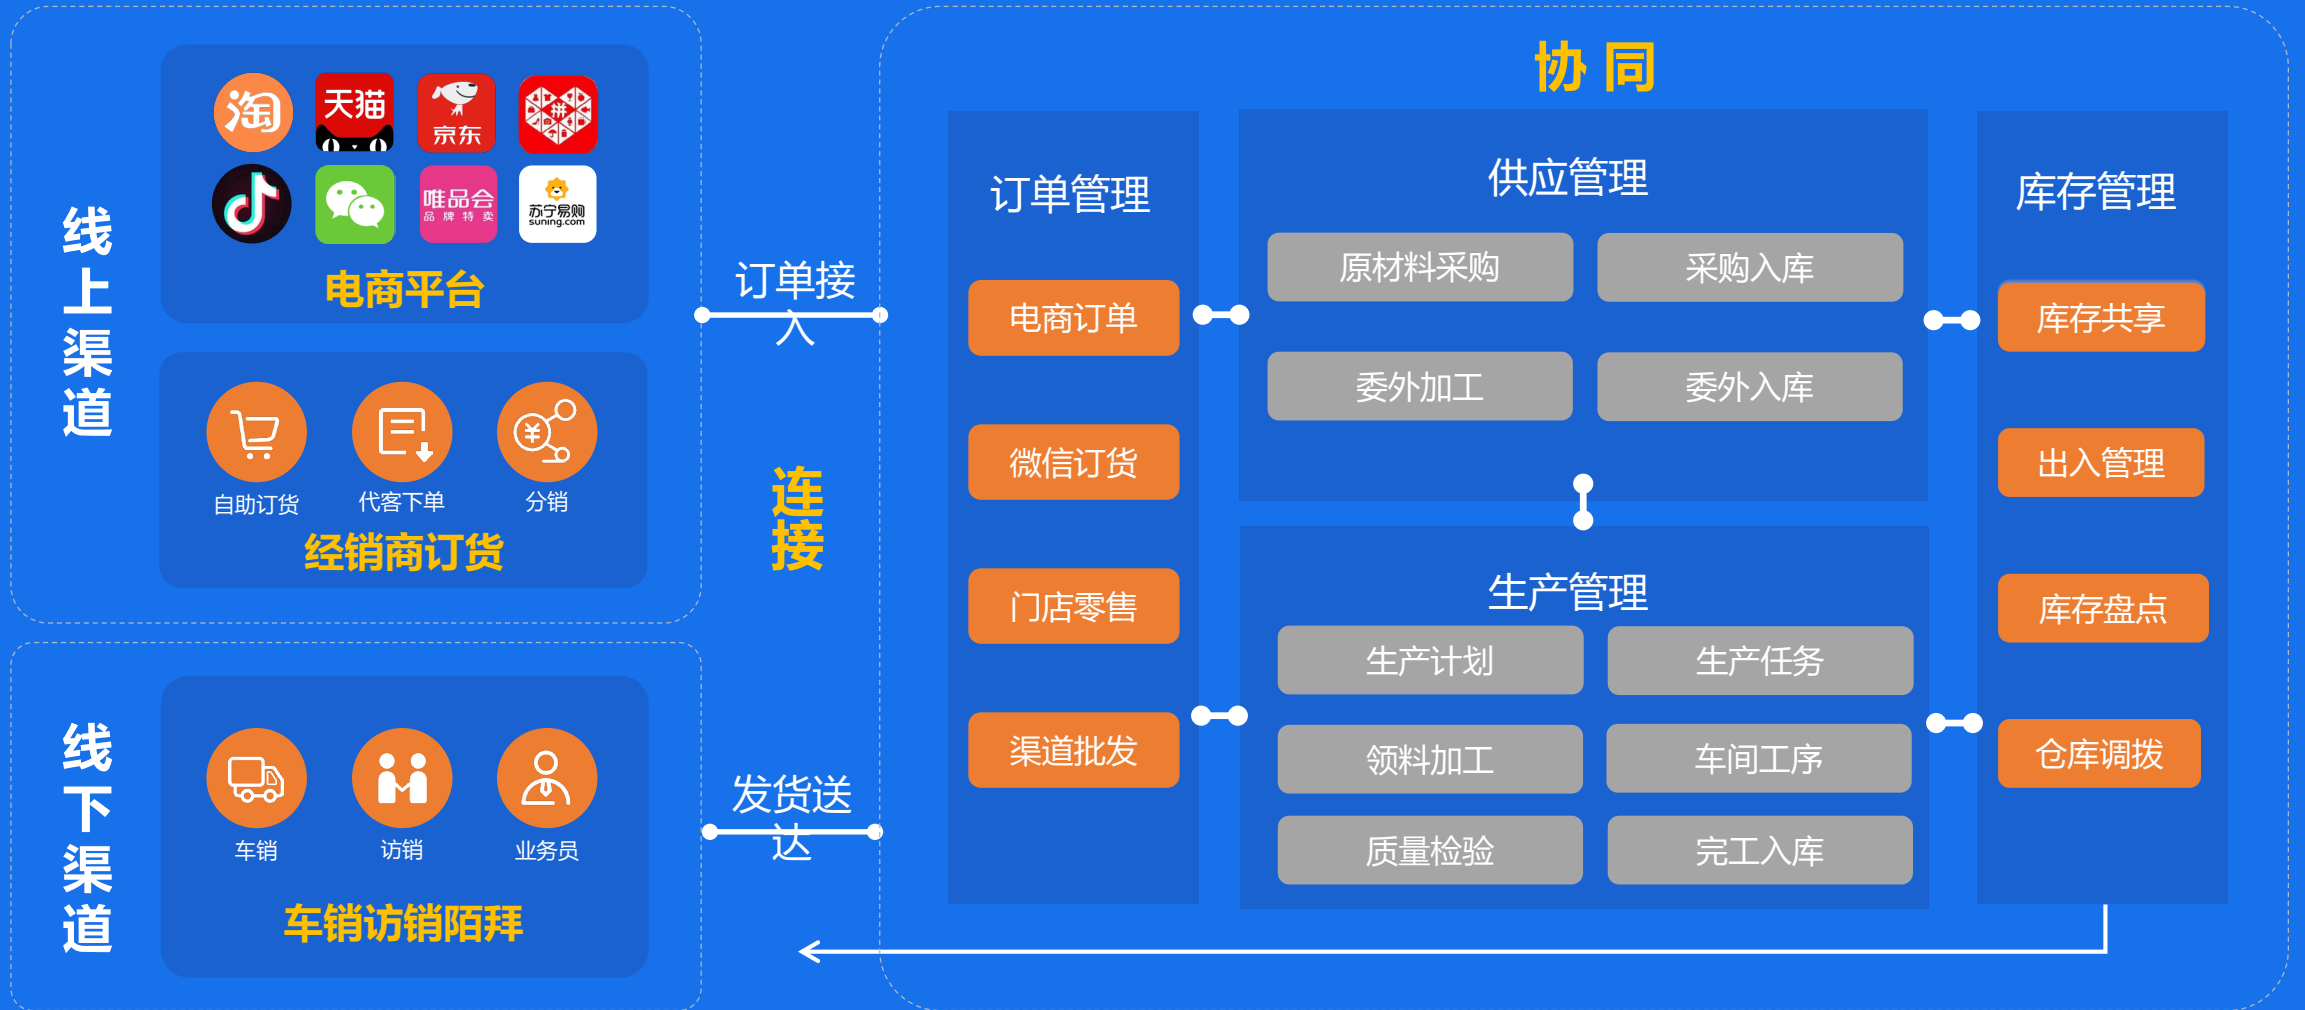 线上渠道
淘
天猫
京东
拼
唯品会
品牌特卖
苏宁易购
suning.com
电商平台
自助订货
代客下单
分销
经销商订货
线下渠道
车销
访销
业务员
车销访销陌拜
订单接
入
连接
发货送
达
协同
订单管理
电商订单
微信订货
门店零售
渠道批发
供应管理
原材料采购
采购入库
委外加工
委外入库
生产管理
生产计划
生产任务
领料加工
车间工序
质量检验
完工入库
库存管理
库存共享
出入管理
库存盘点
仓库调拨